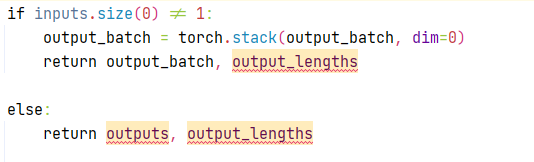 if inputs.size(0) ≠ 1:
output_batch = torch.stack(output_batch, dim=0)
return output_batch, output_lengths
else:
return outputs, output_lengths